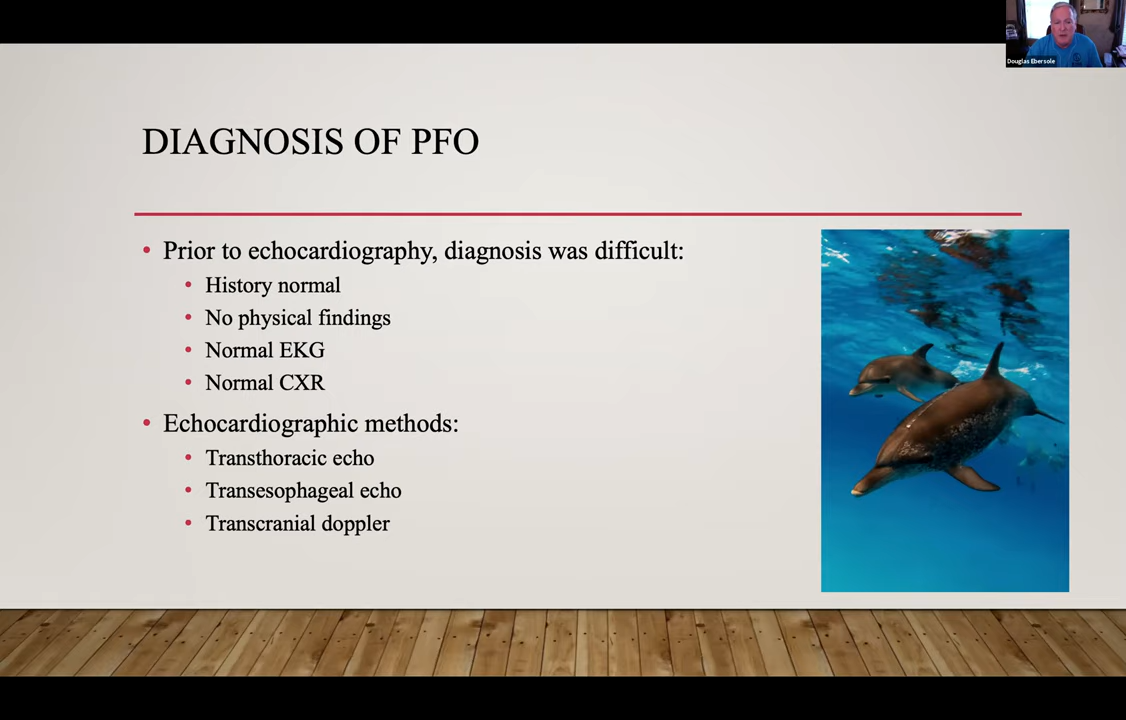 Douglas Ebersole
DIAGNOSIS OF PFO
• Prior to echocardiography, diagnosis was difficult:
• History normal
• No physical findings
• Normal EKG
• Normal CXR
• Echocardiographic methods:
• Transthoracic echo
• Transesophageal echo
• Transcranial doppler